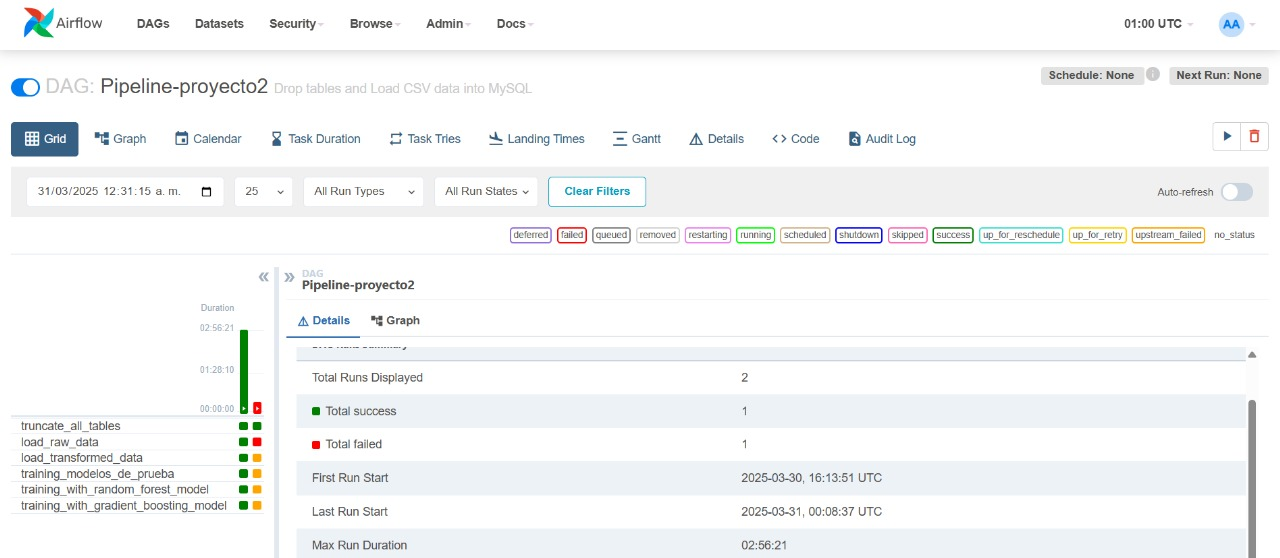 Airflow DAGs Datasets Security Browse Admin Docs 01:00 UTC AA
DAG: Pipeline-proyecto2 Drop tables and Load CSV data into MySQL
Schedule: None Next Run: None
Grid Graph Calendar Task Duration Task Tries Landing Times Gantt Details Code Audit Log
31/03/2025 12:31:15 a. m. 25 All Run Types All Run States Clear Filters Auto-refresh
deferred failed queued removed restarting running scheduled shutdown skipped success up_for_reschedule up_for_retry upstream_failed no_status
DAG
Pipeline-proyecto2
Duration
02:56:21
01:28:10
00:00:00
truncate_all_tables
load_raw_data
load_transformed_data
training_modelos_de_prueba
training_with_random_forest_model
training_with_gradient_boosting_model
Details Graph
Total Runs Displayed 2
Total success 1
Total failed 1
First Run Start 2025-03-30, 16:13:51 UTC
Last Run Start 2025-03-31, 00:08:37 UTC
Max Run Duration 02:56:21